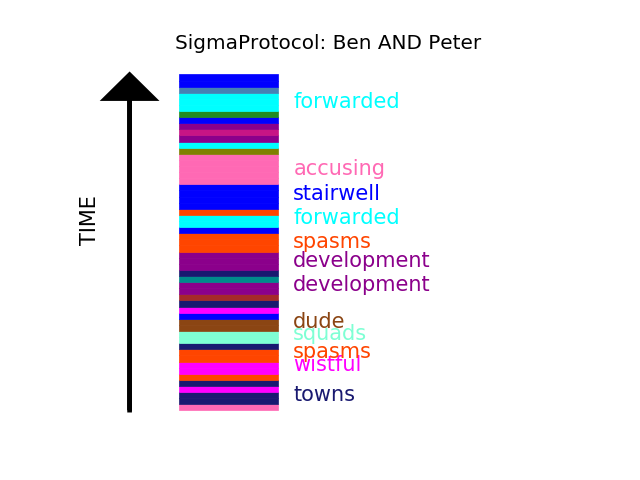 SigmaProtocol: Ben AND Peter
forwarded
accusing
stairwell
forwarded
spasms
development
development
dude
squads
spasms
wistful
towns
TIME